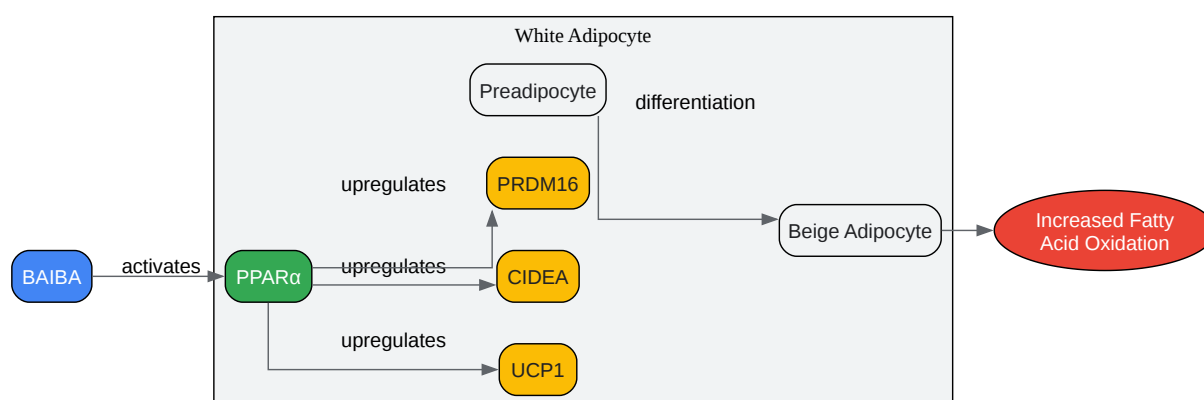 White Adipocyte
Preadipocyte
differentiation
upregulates
PRDM16
Beige Adipocyte
Increased Fatty
Acid Oxidation
BAIBA
activates
PPARα
upregulates
CIDEA
upregulates
UCP1